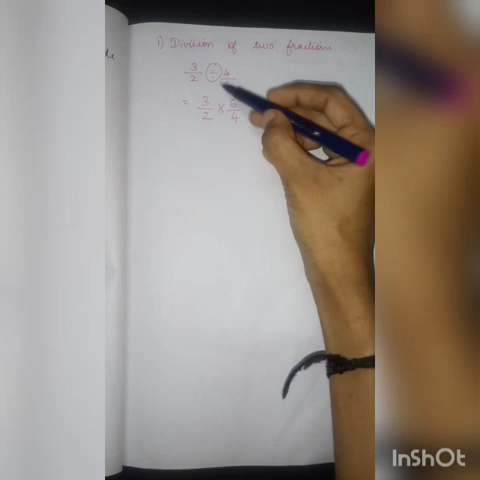 i) Division of two fraction
3/2 ÷ 4/
= 3/2 × 6/4
InShOt